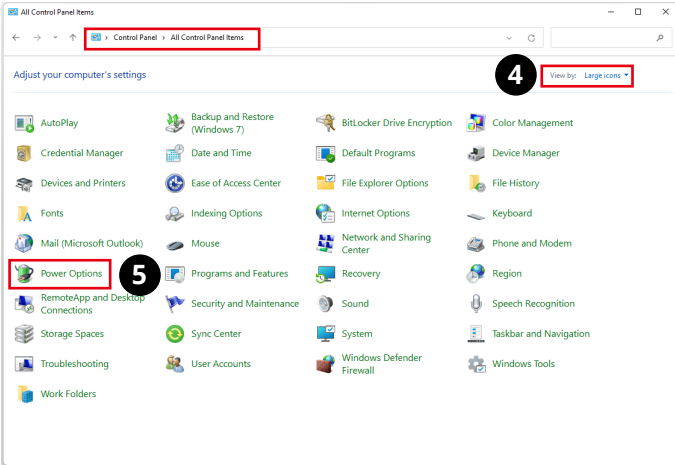 All Control Panel Items
Control Panel > All Control Panel Items
4
Adjust your computer's settings
View by: Large icons
AutoPlay
Backup and Restore
(Windows 7)
BitLocker Drive Encryption
Color Management
Credential Manager
Date and Time
Default Programs
Device Manager
Devices and Printers
Ease of Access Center
File Explorer Options
File History
Fonts
Indexing Options
Internet Options
Keyboard
Mail (Microsoft Outlook)
Mouse
Network and Sharing
Center
Phone and Modem
Power Options
5
Programs and Features
Recovery
Region
RemoteApp and Desktop
Connections
Security and Maintenance
Sound
Speech Recognition
Storage Spaces
Sync Center
System
Taskbar and Navigation
Troubleshooting
User Accounts
Windows Defender
Firewall
Windows Tools
Work Folders